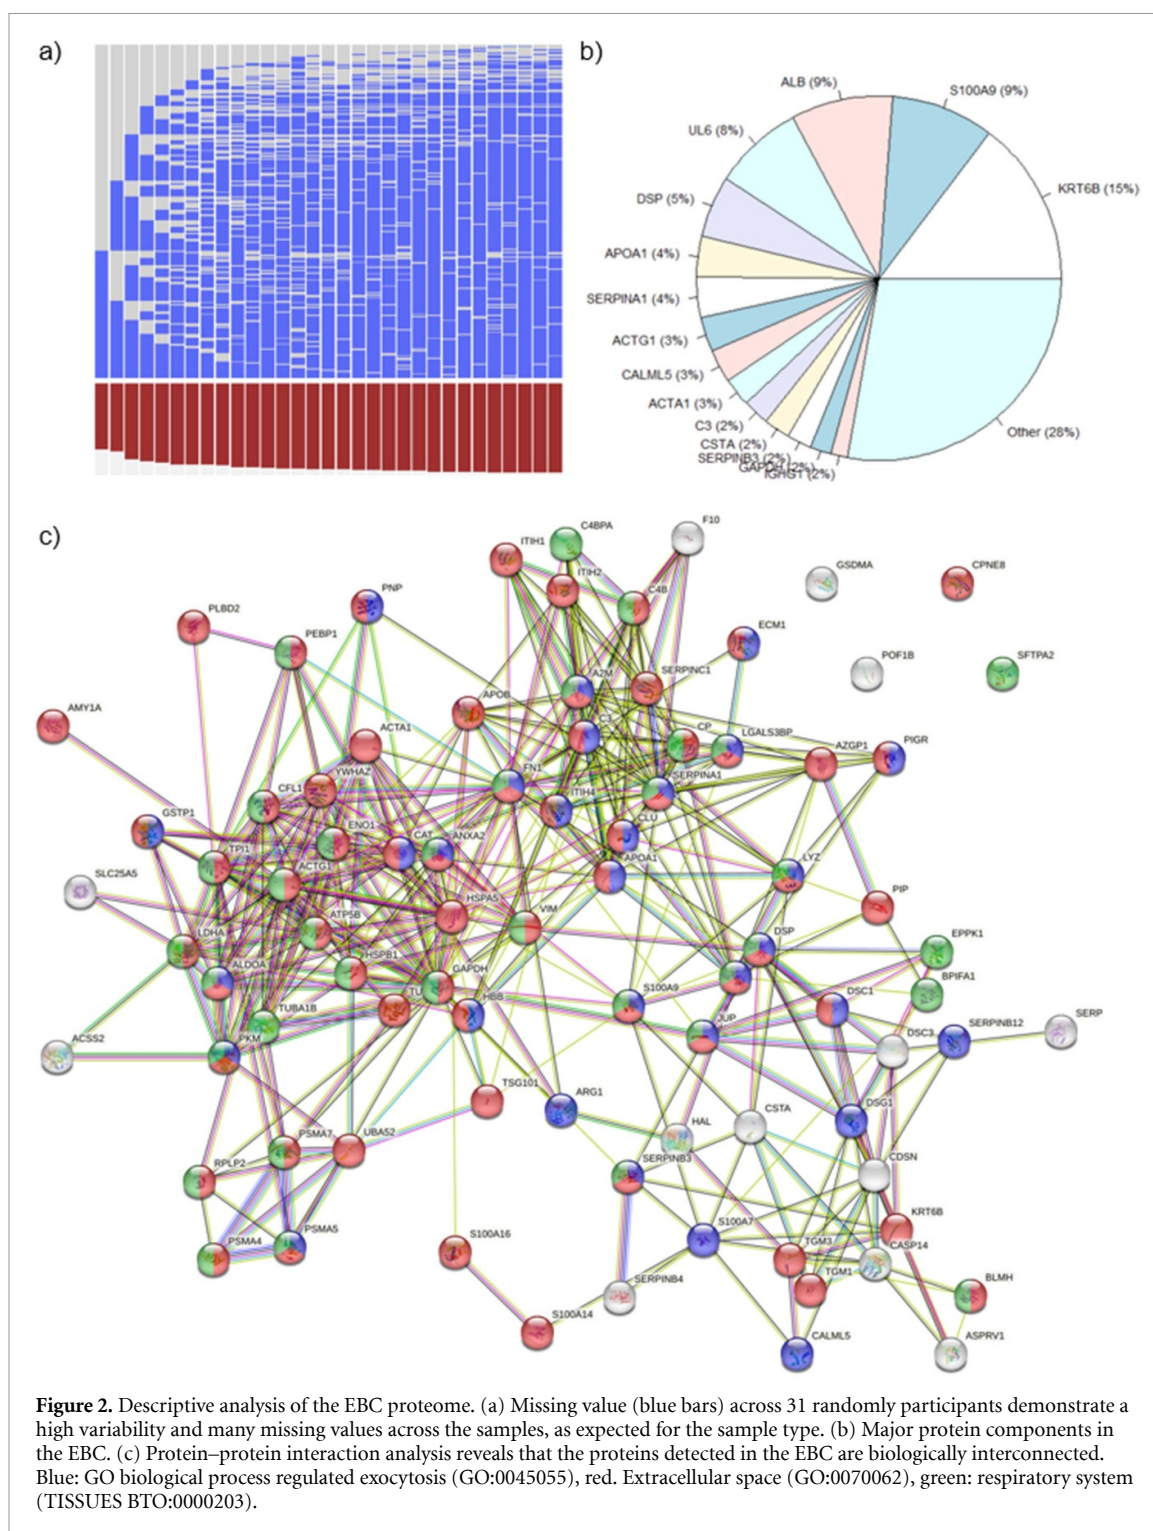 a)
b)
ALB (9%)
S100A9 (9%)
UL6 (8%)
KRT6B (15%)
DSP (5%)
APOA1 (4%)
SERPINA1 (4%)
ACTG1 (3%)
CALML5 (3%)
ACTA1 (3%)
C3 (2%)
CSTA (2%)
SERPINB3 (2%)
GAPDH (2%)
IGHG1 (2%)
Other (28%)
c)
F10
C4BPA
ITIH1
ITIH2
GSDMA
CPNE8
PNP
C4B
PLBD2
PEBP1
ECM1
POF1B
SFTPA2
A2M
SERPINC1
APOB
AMY1A
ACTA1
C3
CP
LGALS3BP
AZGP1
PIGR
YWHAZ
FN1
SERPINA1
CFL1
ITIH4
GSTP1
ENO1
CAT
ANXA2
CLU
TPI1
APOA1
LYZ
SLC25A5
ACTG1
HSPA5
PIP
ATP5B
VIM
LDHA
DSP
EPPK1
HSPB1
ALDOA
GAPDH
BPIFA1
TU
S100A9
DSC1
HBB
TUBA1B
JUP
SERP
DSC3
SERPINB12
ACSS2
PKM
TSG101
ARG1
DSG1
CSTA
HAL
PSMA7
UBA52
CDSN
RPLP2
SERPINB3
KRT6B
PSMA5
S100A7
PSMA4
S100A16
TGM3
CASP14
TGM1
SERPINB4
BLMH
S100A14
CALML5
ASPRV1
Figure 2. Descriptive analysis of the EBC proteome. (a) Missing value (blue bars) across 31 randomly participants demonstrate a
high variability and many missing values across the samples, as expected for the sample type. (b) Major protein components in
the EBC. (c) Protein–protein interaction analysis reveals that the proteins detected in the EBC are biologically interconnected.
Blue: GO biological process regulated exocytosis (GO:0045055), red. Extracellular space (GO:0070062), green: respiratory system
(TISSUES BTO:0000203).